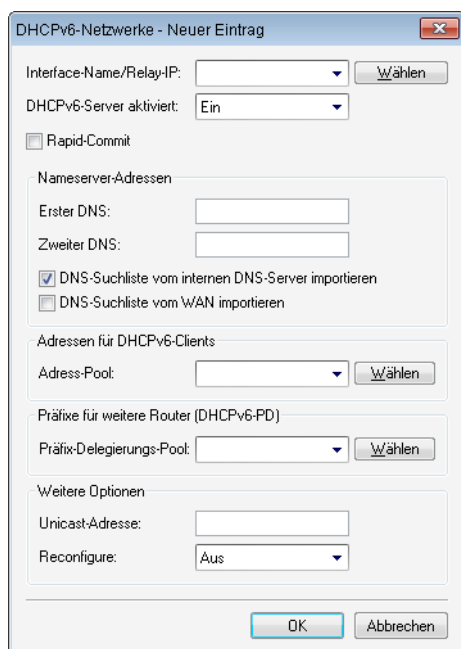 DHCPv6-Netzwerke - Neuer Eintrag
Interface-Name/Relay-IP: Wählen
DHCPv6-Server aktiviert: Ein
Rapid-Commit
Nameserver-Adressen
Erster DNS:
Zweiter DNS:
DNS-Suchliste vom internen DNS-Server importieren
DNS-Suchliste vom WAN importieren
Adressen für DHCPv6-Clients
Adress-Pool: Wählen
Präfixe für weitere Router (DHCPv6-PD)
Präfix-Delegierungs-Pool: Wählen
Weitere Optionen
Unicast-Adresse:
Reconfigure: Aus
OK Abbrechen